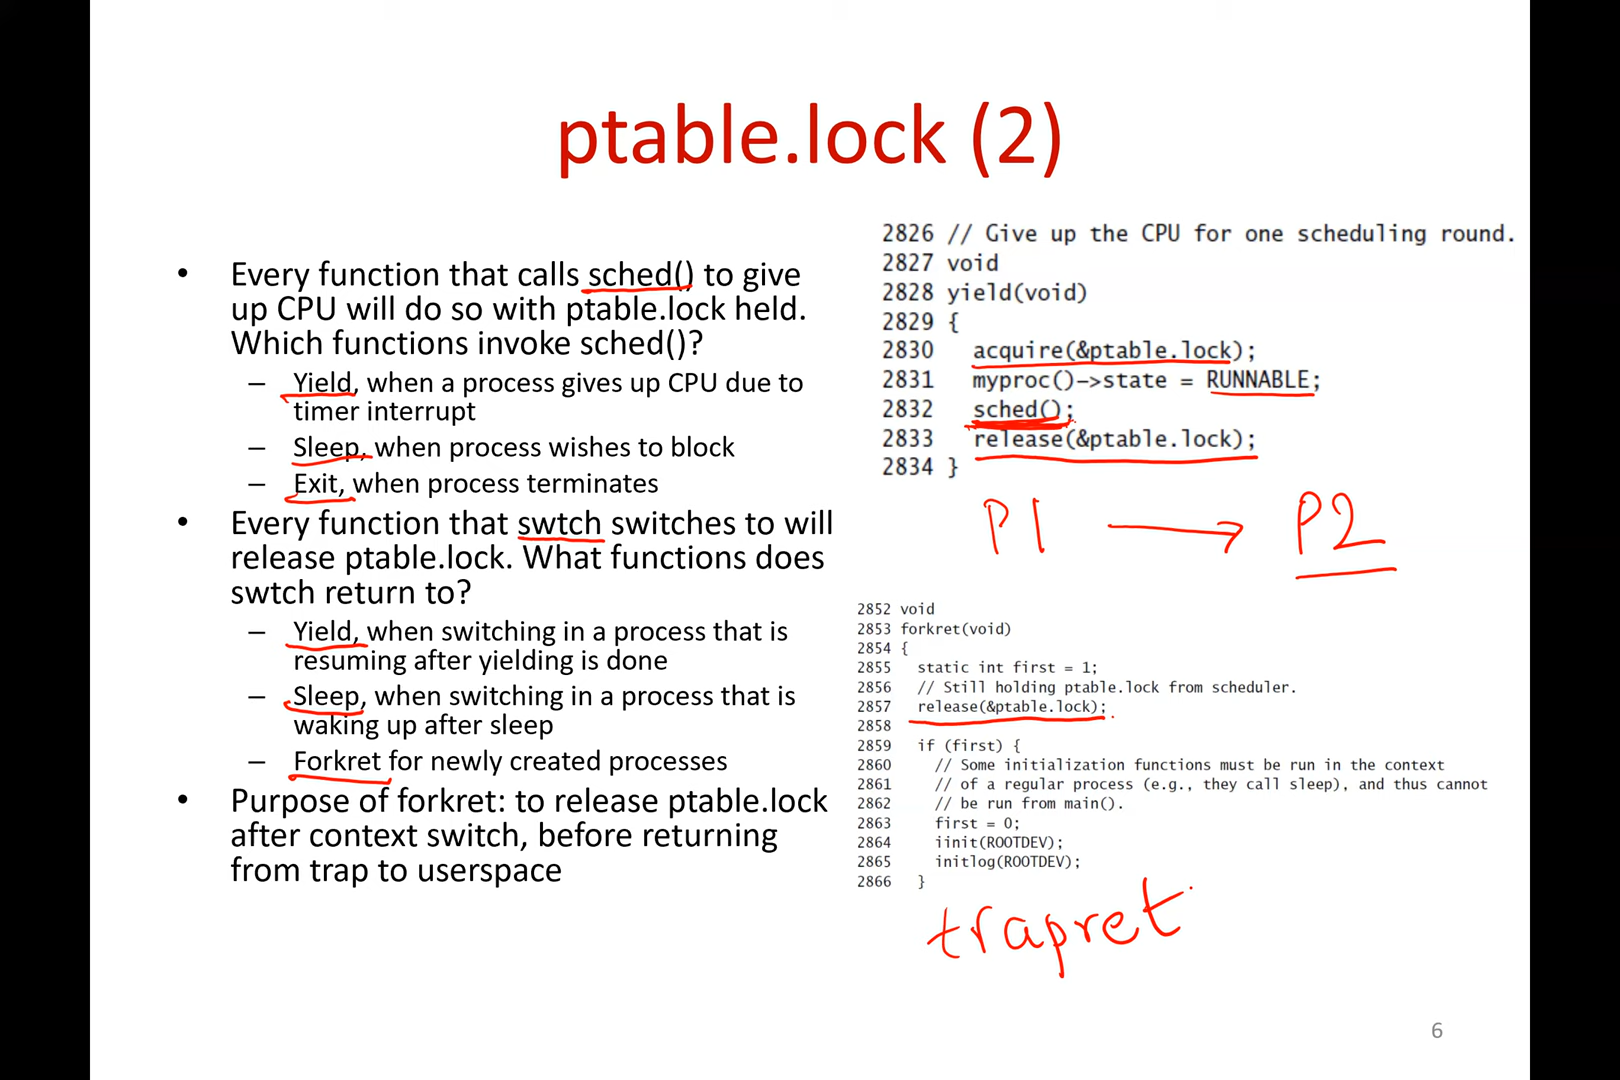 ptable.lock (2)
• Every function that calls sched() to give
up CPU will do so with ptable.lock held.
Which functions invoke sched()?
– Yield, when a process gives up CPU due to
timer interrupt
– Sleep, when process wishes to block
– Exit, when process terminates
• Every function that swtch switches to will
release ptable.lock. What functions does
swtch return to?
– Yield, when switching in a process that is
resuming after yielding is done
– Sleep, when switching in a process that is
waking up after sleep
– Forkret for newly created processes
• Purpose of forkret: to release ptable.lock
after context switch, before returning
from trap to userspace
2826 // Give up the CPU for one scheduling round.
2827 void
2828 yield(void)
2829 {
2830 acquire(&ptable.lock);
2831 myproc()->state = RUNNABLE;
2832 sched();
2833 release(&ptable.lock);
2834 }
P1 → P2
2852 void
2853 forkret(void)
2854 {
2855 static int first = 1;
2856 // Still holding ptable.lock from scheduler.
2857 release(&ptable.lock);
2858
2859 if (first) {
2860 // Some initialization functions must be run in the context
2861 // of a regular process (e.g., they call sleep), and thus cannot
2862 // be run from main().
2863 first = 0;
2864 iinit(ROOTDEV);
2865 initlog(ROOTDEV);
2866 }
trapret
6